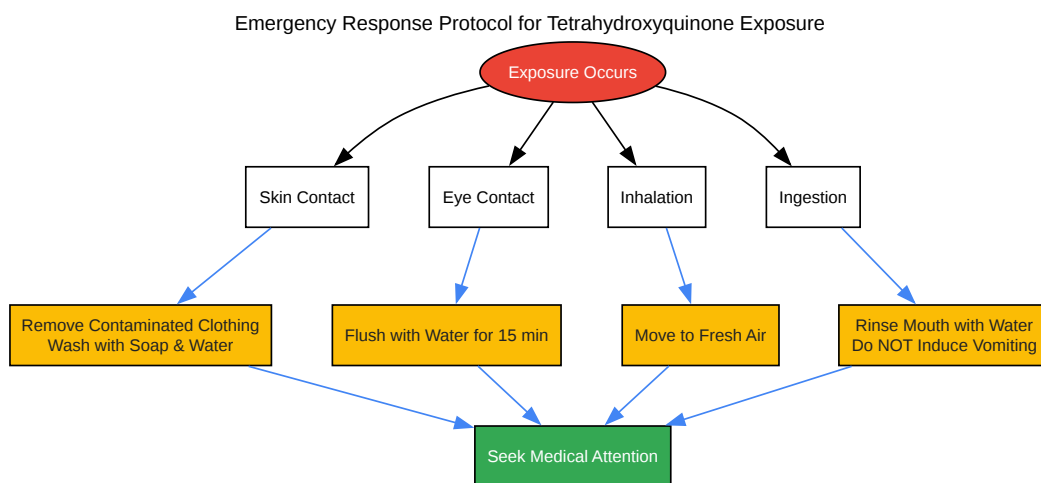 Emergency Response Protocol for Tetrahydroxyquinone Exposure
Exposure Occurs
Skin Contact
Eye Contact
Inhalation
Ingestion
Remove Contaminated Clothing
Wash with Soap & Water
Flush with Water for 15 min
Move to Fresh Air
Rinse Mouth with Water
Do NOT Induce Vomiting
Seek Medical Attention